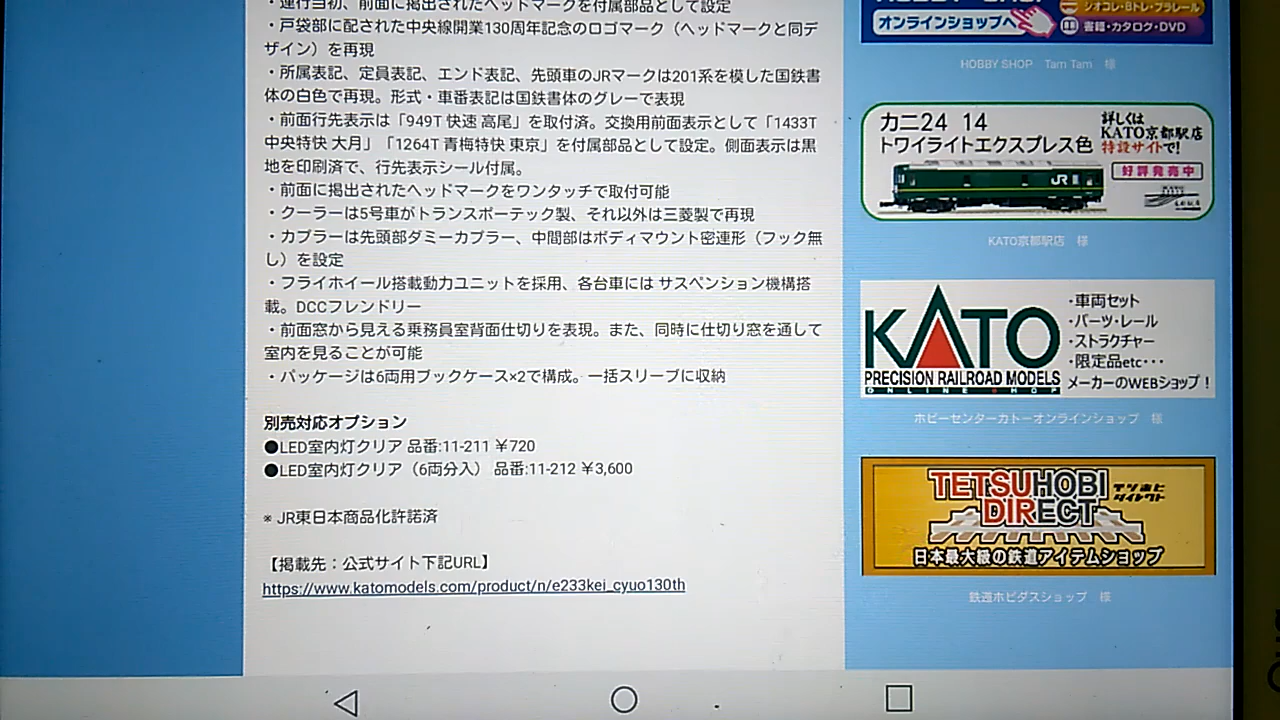 ・運行当初、前面に掲出されたヘッドマークを付属部品として設定
・戸袋部に配された中央線開業130周年記念のロゴマーク（ヘッドマークと同デ
ザイン）を再現
・所属表記、定員表記、エンド表記、先頭車のJRマークは201系を模した国鉄書
体の白色で再現。形式・車番表記は国鉄書体のグレーで表現
・前面行先表示は「949T 快速 高尾」を取付済。交換用前面表示として「1433T
中央特快 大月」「1264T 青梅特快 東京」を付属部品として設定。側面表示は黒
地を印刷済で、行先表示シール付属。
・前面に掲出されたヘッドマークをワンタッチで取付可能
・クーラーは5号車がトランスポーテック製、それ以外は三菱製で再現
・カプラーは先頭部ダミーカプラー、中間部はボディマウント密連形（フック無
し）を設定
・フライホイール搭載動力ユニットを採用、各台車には サスペンション機構搭
載。DCCフレンドリー
・前面窓から見える乗務員室背面仕切りを表現。また、同時に仕切り窓を通して
室内を見ることが可能
・パッケージは6両用ブックケース×2で構成。一括スリーブに収納
別売対応オプション
●LED室内灯クリア 品番:11-211 ￥720
●LED室内灯クリア（6両分入） 品番:11-212 ￥3,600
※ JR東日本商品化許諾済
【掲載先：公式サイト下記URL】
https://www.katomodels.com/product/n/e233kei_cyuo130th
オンラインショップへ
ジオコレ・Bトレ・プラレール
書籍・カタログ・DVD
HOBBY SHOP Tam Tam 様
カニ24 14
トワイライトエクスプレス色
詳しくは
KATO京都駅店
特設サイトで!
好評発売中
JR
KATO京都駅店 様
KATO
PRECISION RAILROAD MODELS
ONLINE SHOP
・車両セット
・パーツ・レール
・ストラクチャー
・限定品etc・・・
メーカーのWEBショップ！
ホビーセンターカトーオンラインショップ 様
TETSUHOBI
DIRECT
テツホビ
ダイレクト
日本最大級の鉄道アイテムショップ
鉄道ホビダスショップ 様